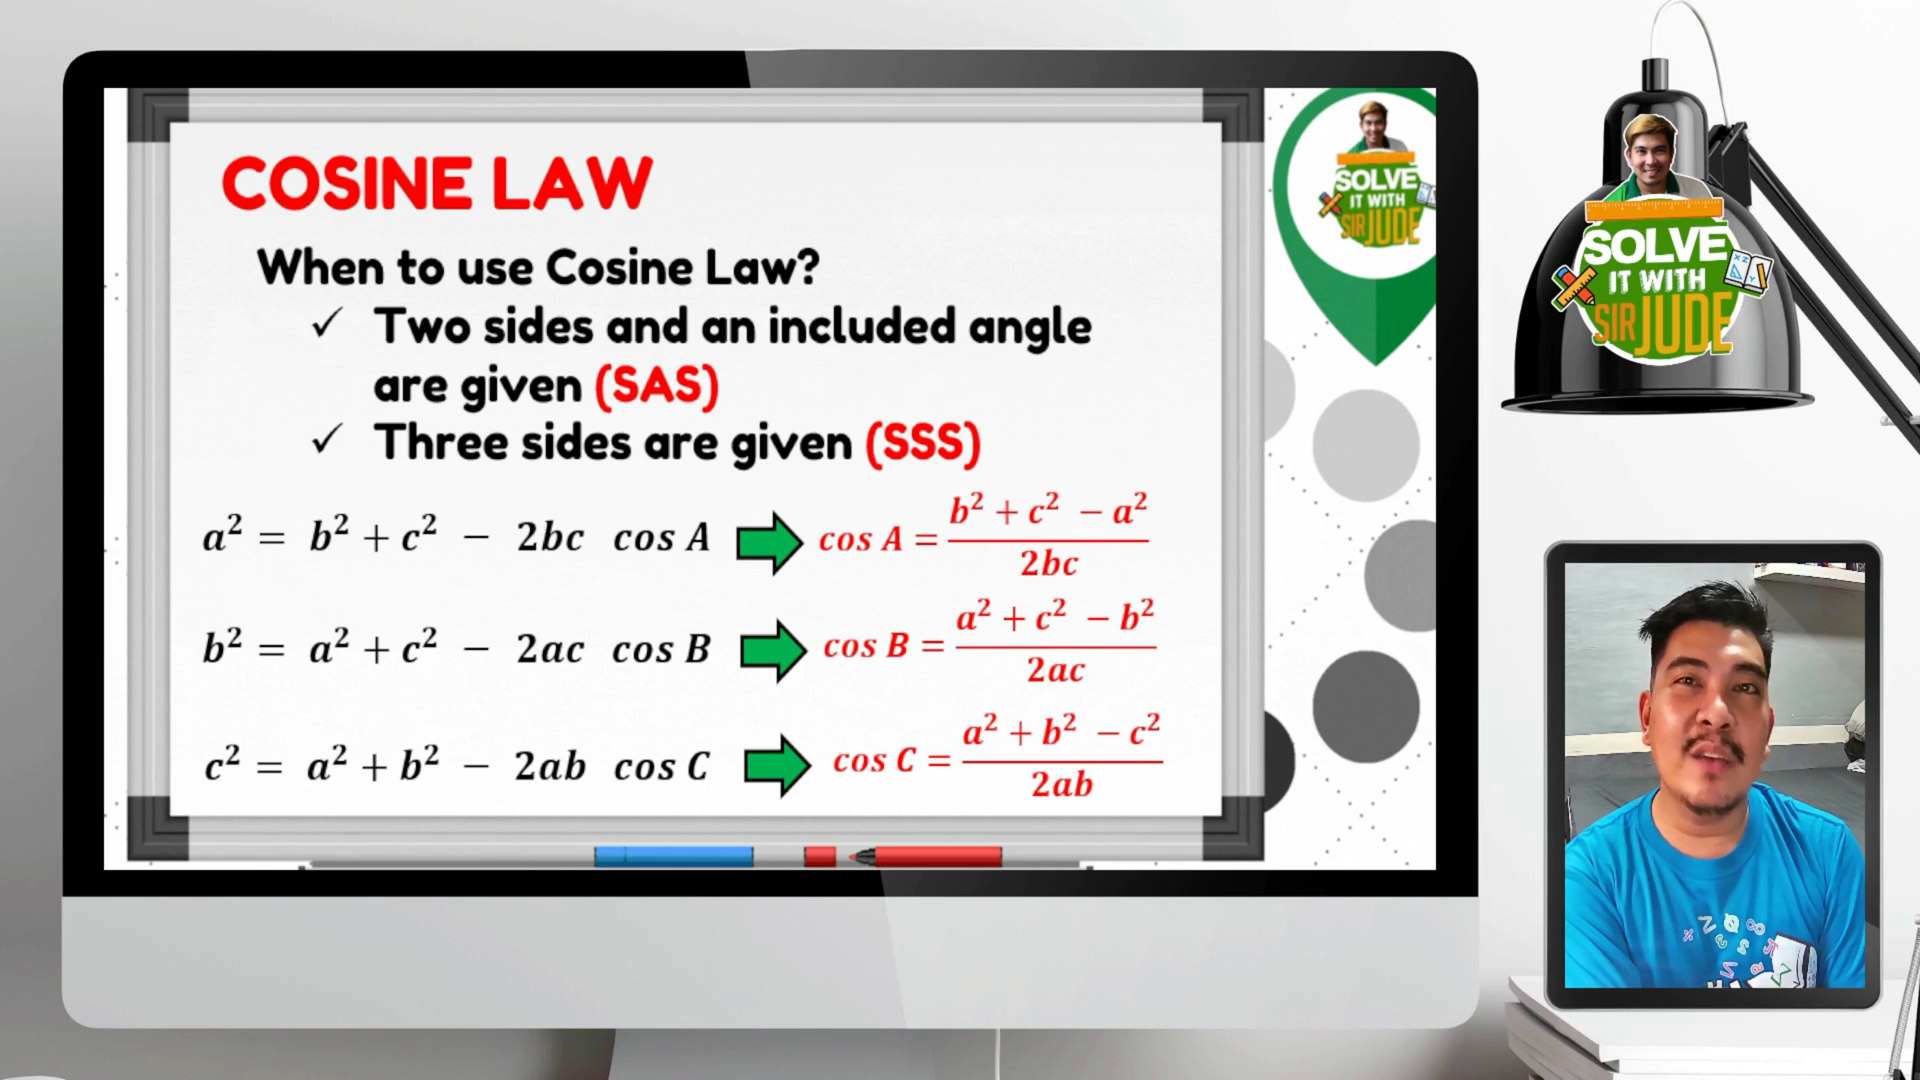 COSINE LAW
When to use Cosine Law?
✓ Two sides and an included angle
are given (SAS)
✓ Three sides are given (SSS)
a² = b² + c² − 2bc cos A
cos A = (b² + c² − a²) / 2bc
b² = a² + c² − 2ac cos B
cos B = (a² + c² − b²) / 2ac
c² = a² + b² − 2ab cos C
cos C = (a² + b² − c²) / 2ab
SOLVE
IT WITH
SIR JUDE
SOLVE
IT WITH
SIR JUDE